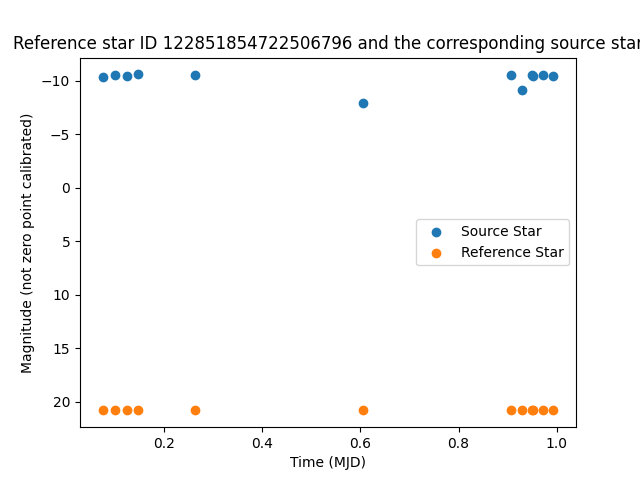 Reference star ID 122851854722506796 and the corresponding source star
−10
−5
0
5
10
15
20
Magnitude (not zero point calibrated)
Source Star
Reference Star
0.2
0.4
0.6
0.8
1.0
Time (MJD)